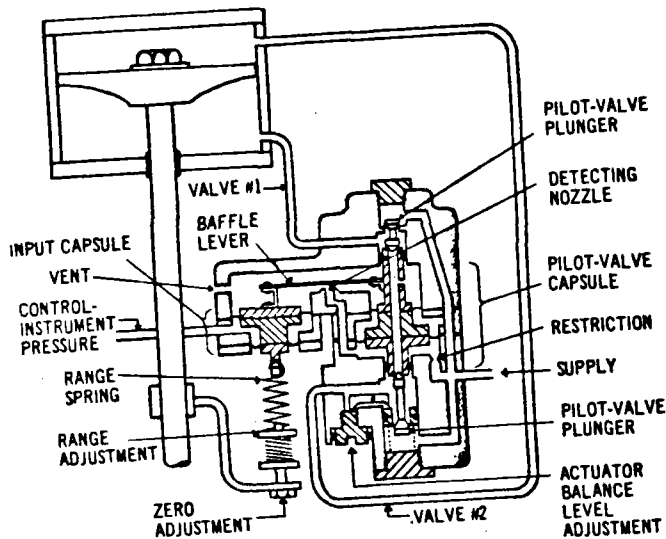 PILOT-VALVE
PLUNGER
DETECTING
NOZZLE
VALVE #1
BAFFLE
LEVER
INPUT CAPSULE
VENT
PILOT-VALVE
CAPSULE
CONTROL-
INSTRUMENT
PRESSURE
RESTRICTION
SUPPLY
RANGE
SPRING
RANGE
ADJUSTMENT
PILOT-VALVE
PLUNGER
ACTUATOR
BALANCE
LEVEL
ADJUSTMENT
ZERO
ADJUSTMENT
VALVE #2